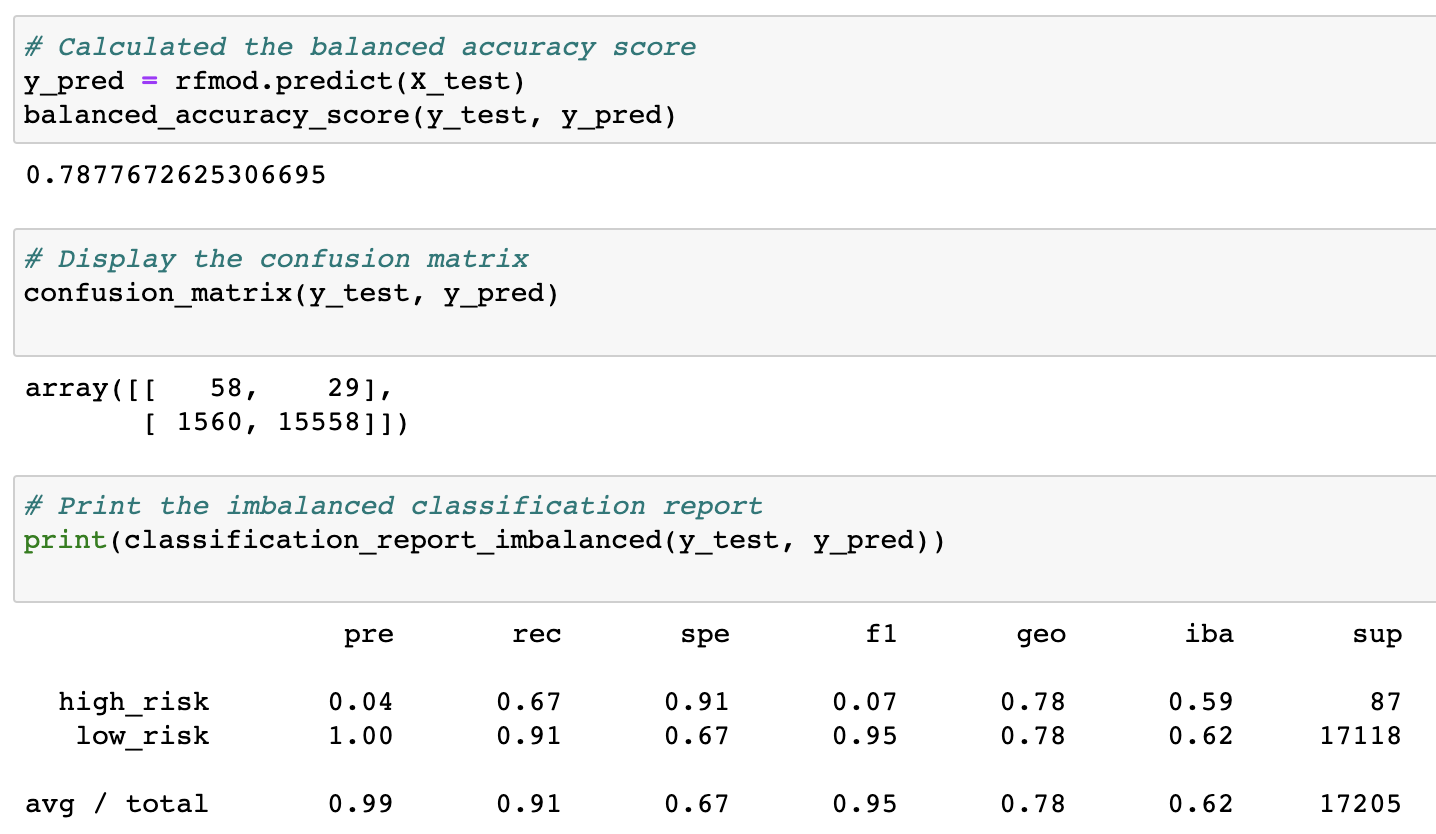 # Calculated the balanced accuracy score
y_pred = rfmod.predict(X_test)
balanced_accuracy_score(y_test, y_pred)
0.7877672625306695
# Display the confusion matrix
confusion_matrix(y_test, y_pred)
array([[   58,    29],
       [ 1560, 15558]])
# Print the imbalanced classification report
print(classification_report_imbalanced(y_test, y_pred))
                   pre       rec       spe        f1       geo       iba       sup
  high_risk       0.04      0.67      0.91      0.07      0.78      0.59        87
   low_risk       1.00      0.91      0.67      0.95      0.78      0.62     17118
avg / total       0.99      0.91      0.67      0.95      0.78      0.62     17205